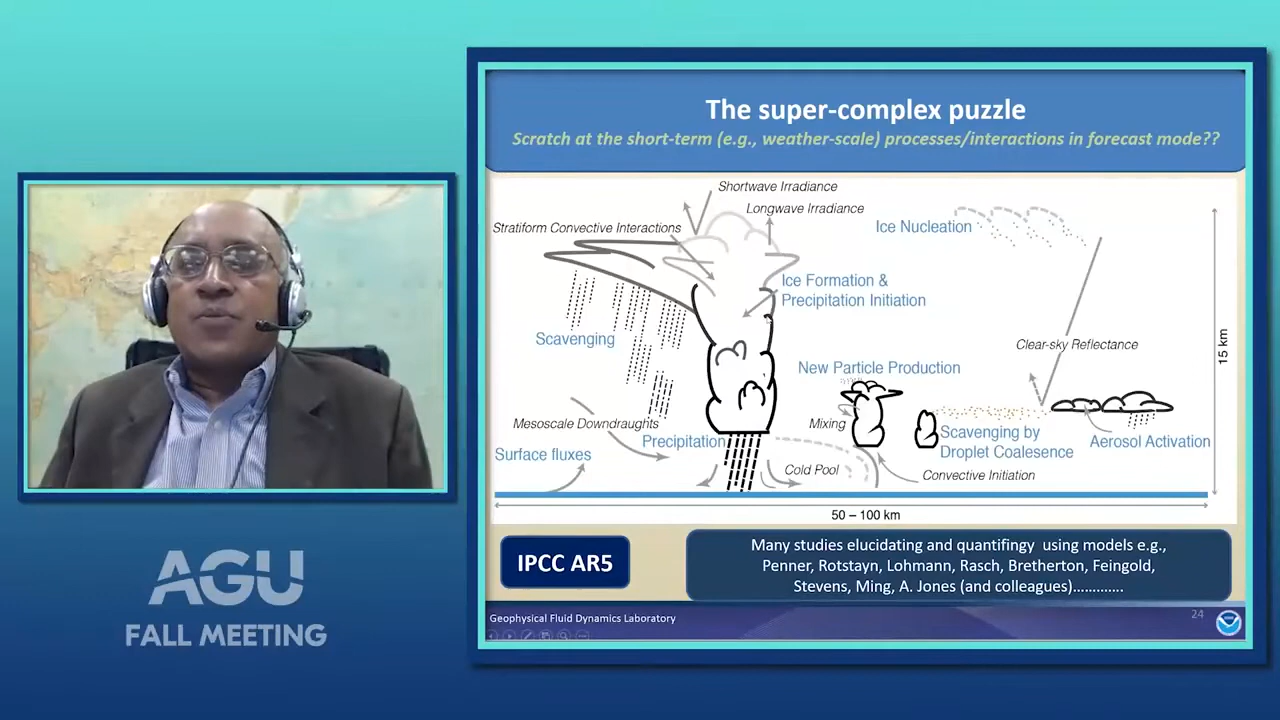 The super-complex puzzle
Scratch at the short-term (e.g., weather-scale) processes/interactions in forecast mode??
Shortwave Irradiance
Longwave Irradiance
Stratiform Convective Interactions
Ice Nucleation
Ice Formation &
Precipitation Initiation
Scavenging
Clear-sky Reflectance
15 km
New Particle Production
Mesoscale Downdraughts
Mixing
Precipitation
Scavenging by
Droplet Coalesence
Aerosol Activation
Surface fluxes
Cold Pool
Convective Initiation
50 – 100 km
IPCC AR5
Many studies elucidating and quantifingy using models e.g.,
Penner, Rotstayn, Lohmann, Rasch, Bretherton, Feingold,
Stevens, Ming, A. Jones (and colleagues)………….
Geophysical Fluid Dynamics Laboratory
24
AGU
FALL MEETING